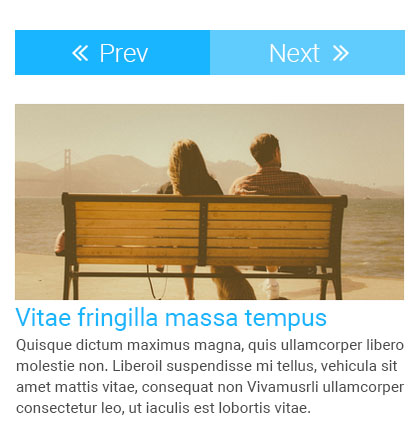 Prev
Next
Vitae fringilla massa tempus
Quisque dictum maximus magna, quis ullamcorper libero
molestie non. Liberoil suspendisse mi tellus, vehicula sit
amet mattis vitae, consequat non Vivamusrli ullamcorper
consectetur leo, ut iaculis est lobortis vitae.